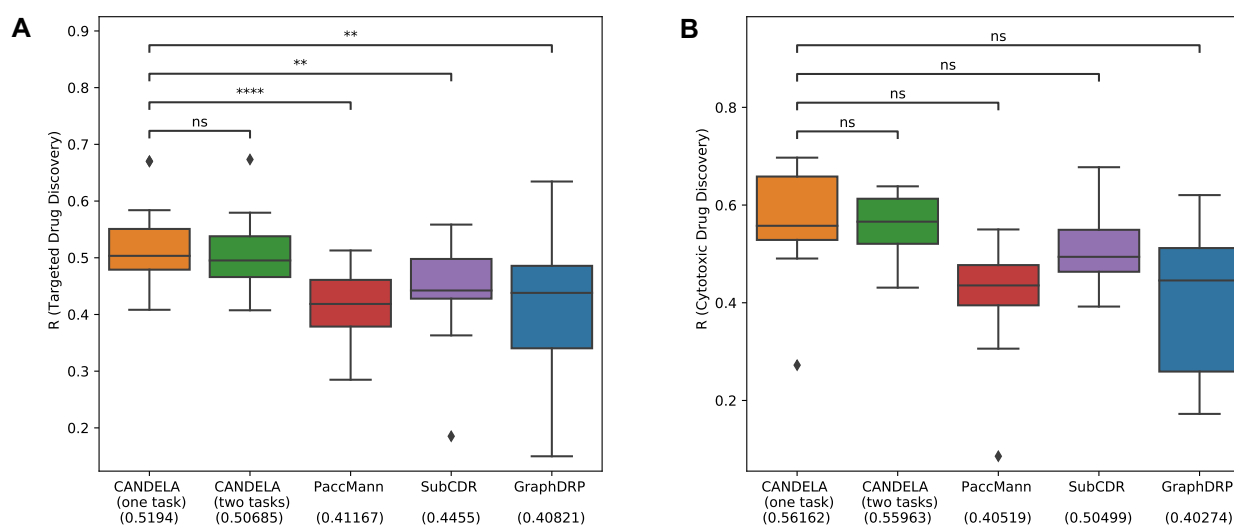 A
R (Targeted Drug Discovery)
0.9
0.8
0.7
0.6
0.5
0.4
0.3
0.2
**
**
****
ns
CANDELA (one task) (0.5194)
CANDELA (two tasks) (0.50685)
PaccMann (0.41167)
SubCDR (0.4455)
GraphDRP (0.40821)
B
R (Cytotoxic Drug Discovery)
0.8
0.6
0.4
0.2
ns
ns
ns
ns
CANDELA (one task) (0.56162)
CANDELA (two tasks) (0.55963)
PaccMann (0.40519)
SubCDR (0.50499)
GraphDRP (0.40274)